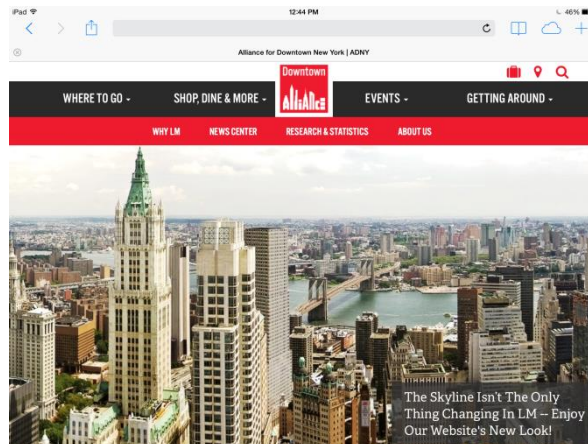 iPad 12:44 PM 46%
Alliance for Downtown New York | ADNY
Downtown
AlliAncE
WHERE TO GO SHOP, DINE & MORE EVENTS GETTING AROUND
WHY LM NEWS CENTER RESEARCH & STATISTICS ABOUT US
The Skyline Isn't The Only
Thing Changing In LM -- Enjoy
Our Website's New Look!